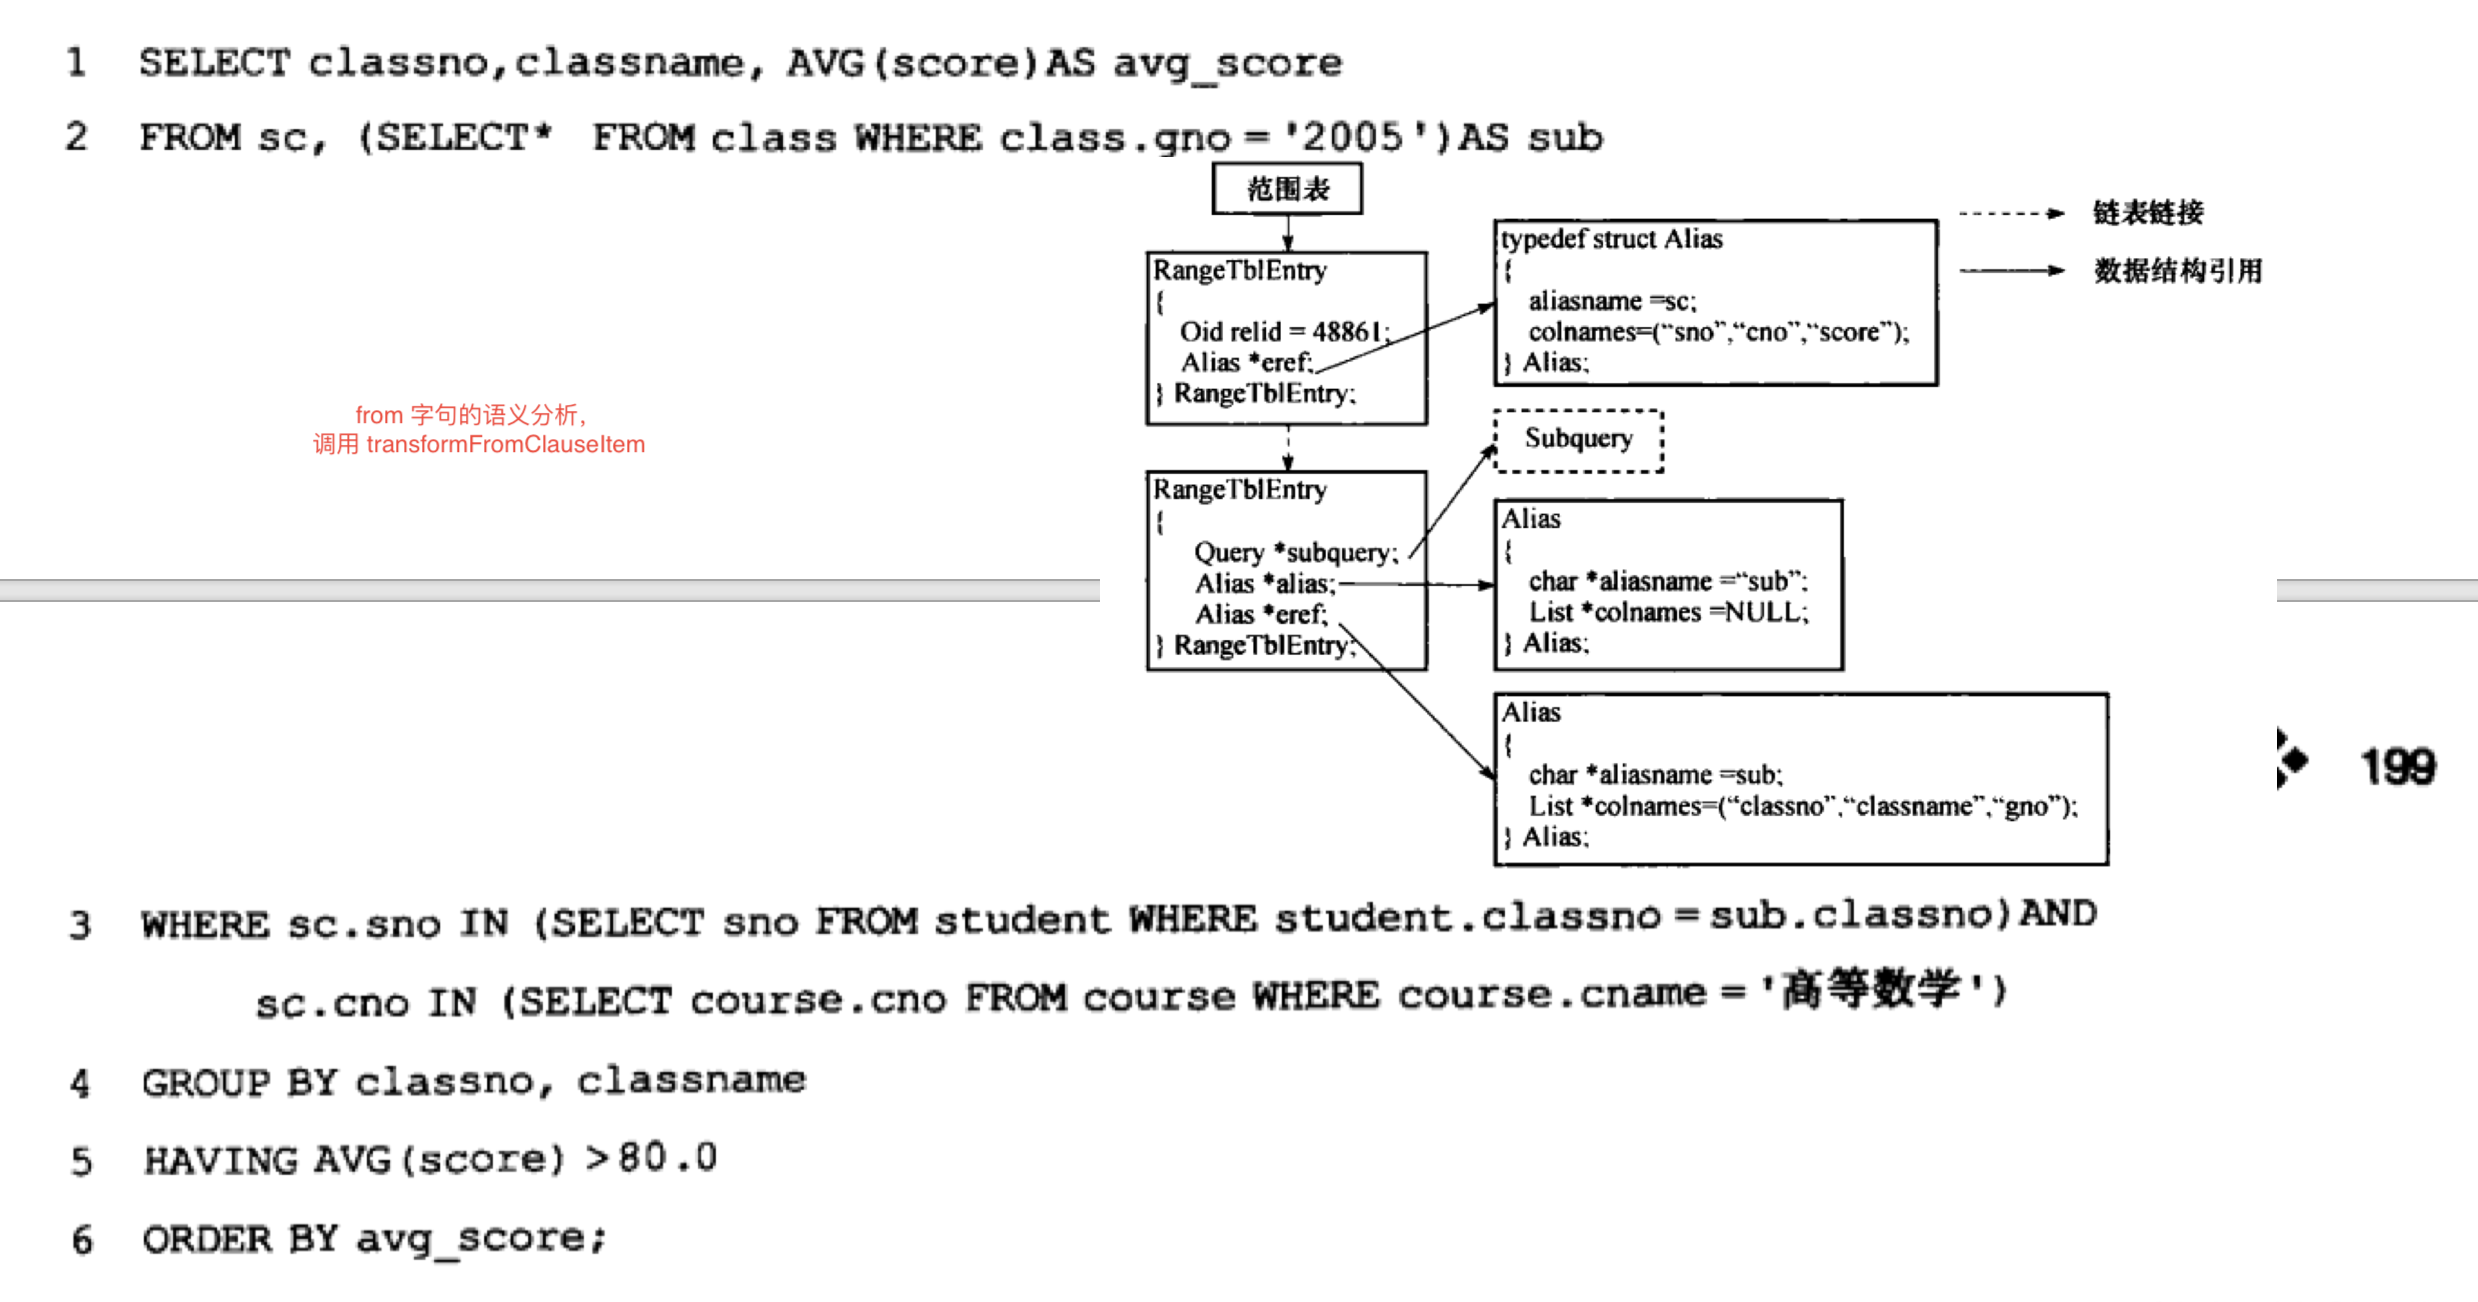 1 SELECT classno,classname, AVG(score)AS avg_score
2 FROM sc, (SELECT* FROM class WHERE class.gno = '2005')AS sub
范围表
链表链接
数据结构引用
RangeTblEntry
{
Oid relid = 48861;
Alias *eref;
} RangeTblEntry;
typedef struct Alias
{
aliasname =sc;
colnames=(“sno”,“cno”,“score”);
} Alias;
from 字句的语义分析,
调用 transformFromClauseItem
Subquery
RangeTblEntry
{
Query *subquery;
Alias *alias;
Alias *eref;
} RangeTblEntry;
Alias
{
char *aliasname =“sub”;
List *colnames =NULL;
} Alias;
Alias
{
char *aliasname =sub;
List *colnames=(“classno”,“classname”,“gno”);
} Alias;
199
3 WHERE sc.sno IN (SELECT sno FROM student WHERE student.classno = sub.classno)AND
sc.cno IN (SELECT course.cno FROM course WHERE course.cname = '高等数学')
4 GROUP BY classno, classname
5 HAVING AVG(score) >80.0
6 ORDER BY avg_score;